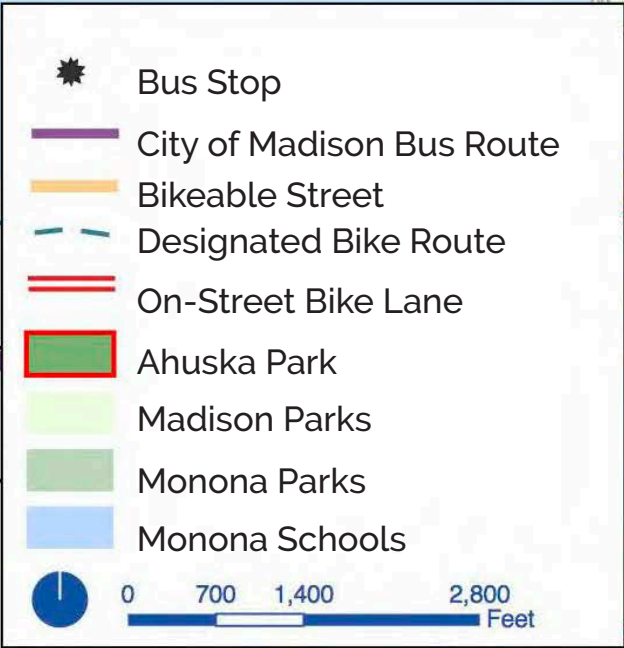 Bus Stop
City of Madison Bus Route
Bikeable Street
Designated Bike Route
On-Street Bike Lane
Ahuska Park
Madison Parks
Monona Parks
Monona Schools
0 700 1,400 2,800
Feet